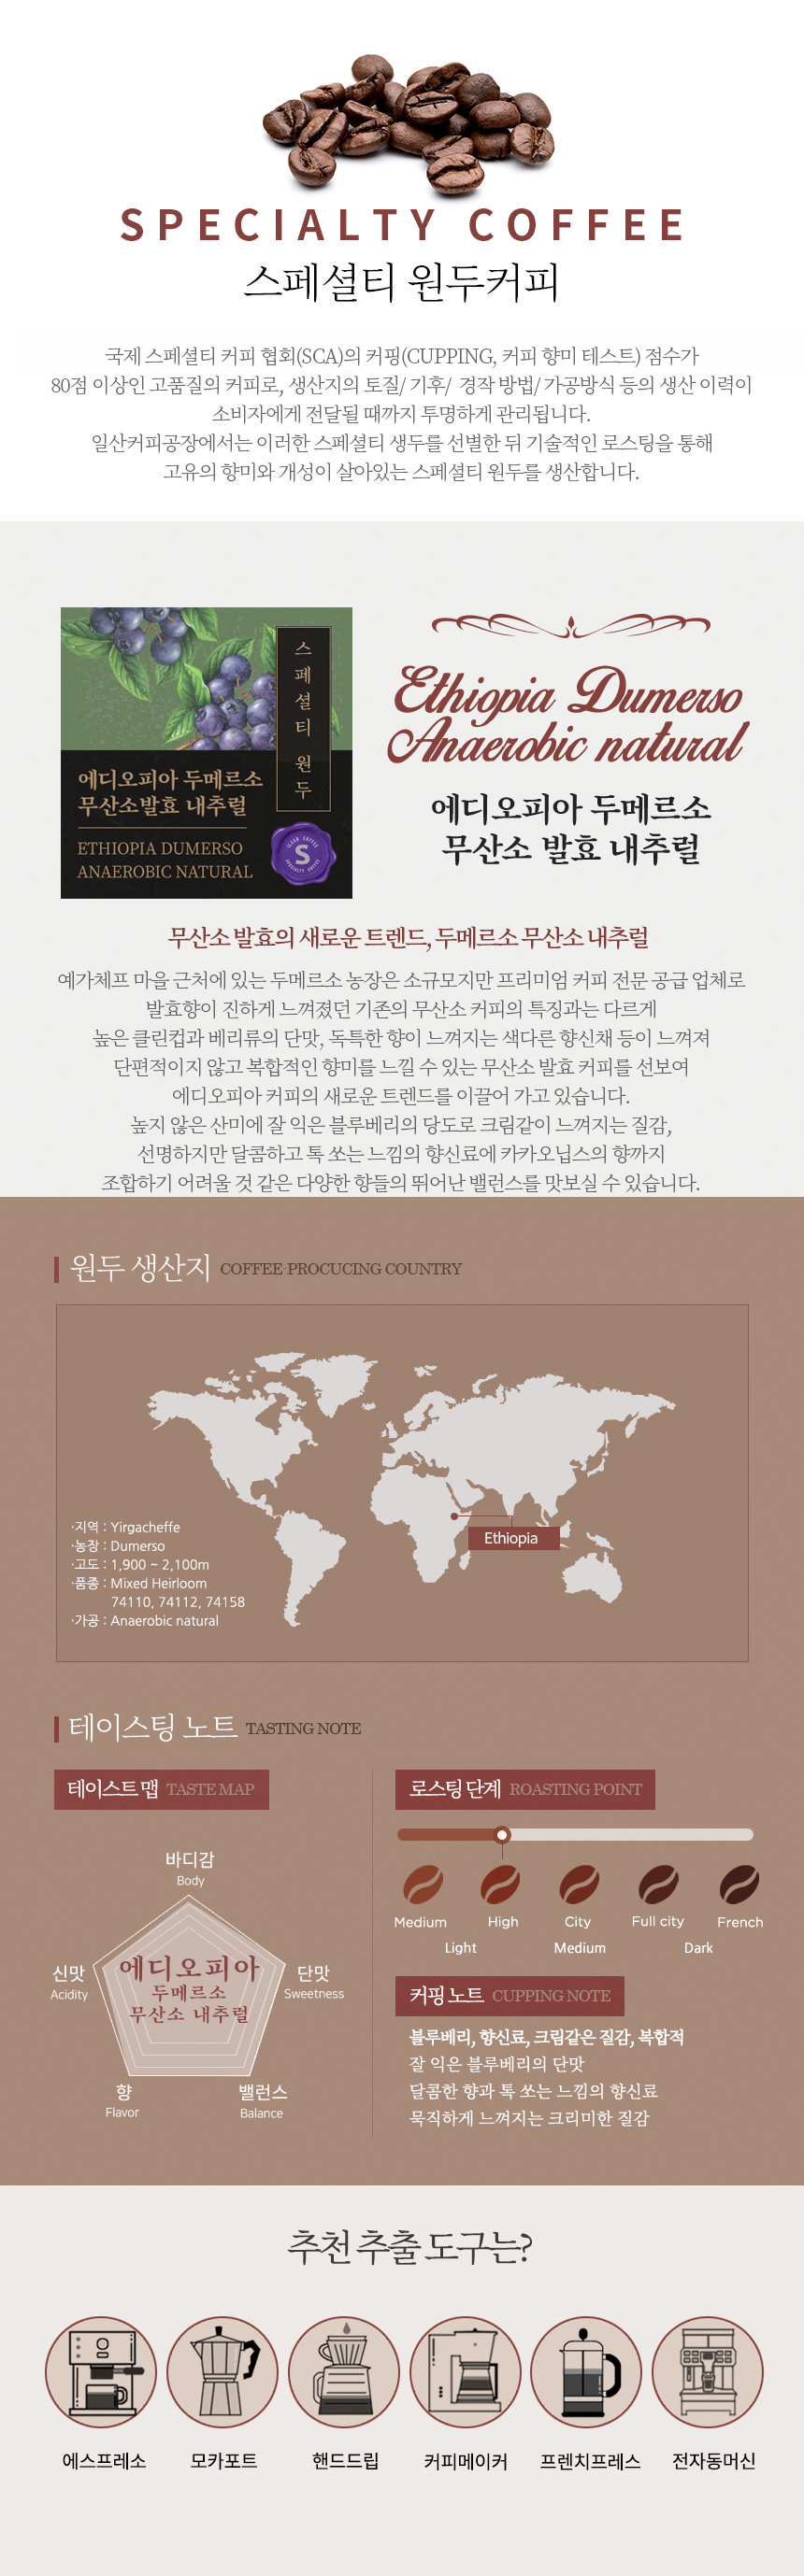 SPECIALTY COFFEE
스페셜티 원두커피
국제 스페셜티 커피 협회(SCA)의 커핑(CUPPING, 커피 향미 테스트) 점수가
80점 이상인 고품질의 커피로, 생산지의 토질/ 기후/ 경작 방법/ 가공방식 등의 생산 이력이
소비자에게 전달될 때까지 투명하게 관리됩니다.
일산커피공장에서는 이러한 스페셜티 생두를 선별한 뒤 기술적인 로스팅을 통해
고유의 향미와 개성이 살아있는 스페셜티 원두를 생산합니다.
스페셜티 원두
에디오피아 두메르소
무산소발효 내추럴
ETHIOPIA DUMERSO
ANAEROBIC NATURAL
S
SPECIALTY COFFEE
Ethiopia Dumerso
Anaerobic natural
에디오피아 두메르소
무산소 발효 내추럴
무산소 발효의 새로운 트렌드, 두메르소 무산소 내추럴
예가체프 마을 근처에 있는 두메르소 농장은 소규모지만 프리미엄 커피 전문 공급 업체로
발효향이 진하게 느껴졌던 기존의 무산소 커피의 특징과는 다르게
높은 클린컵과 베리류의 단맛, 독특한 향이 느껴지는 색다른 향신채 등이 느껴져
단편적이지 않고 복합적인 향미를 느낄 수 있는 무산소 발효 커피를 선보여
에디오피아 커피의 새로운 트렌드를 이끌어 가고 있습니다.
높지 않은 산미에 잘 익은 블루베리의 당도로 크림같이 느껴지는 질감,
선명하지만 달콤하고 톡 쏘는 느낌의 향신료에 카카오닙스의 향까지
조합하기 어려울 것 같은 다양한 향들의 뛰어난 밸런스를 맛보실 수 있습니다.
원두 생산지 COFFEE-PROCUCING COUNTRY
Ethiopia
·지역 : Yirgacheffe
·농장 : Dumerso
·고도 : 1,900 ~ 2,100m
·품종 : Mixed Heirloom
74110, 74112, 74158
·가공 : Anaerobic natural
테이스팅 노트 TASTING NOTE
테이스트 맵 TASTE MAP
바디감
Body
신맛
Acidity
단맛
Sweetness
에디오피아
두메르소
무산소 내추럴
향
Flavor
밸런스
Balance
로스팅 단계 ROASTING POINT
Medium High City Full city French
Light Medium Dark
커핑 노트 CUPPING NOTE
블루베리, 향신료, 크림같은 질감, 복합적
잘 익은 블루베리의 단맛
달콤한 향과 톡 쏘는 느낌의 향신료
묵직하게 느껴지는 크리미한 질감
추천 추출 도구는?
에스프레소 모카포트 핸드드립 커피메이커 프렌치프레스 전자동머신